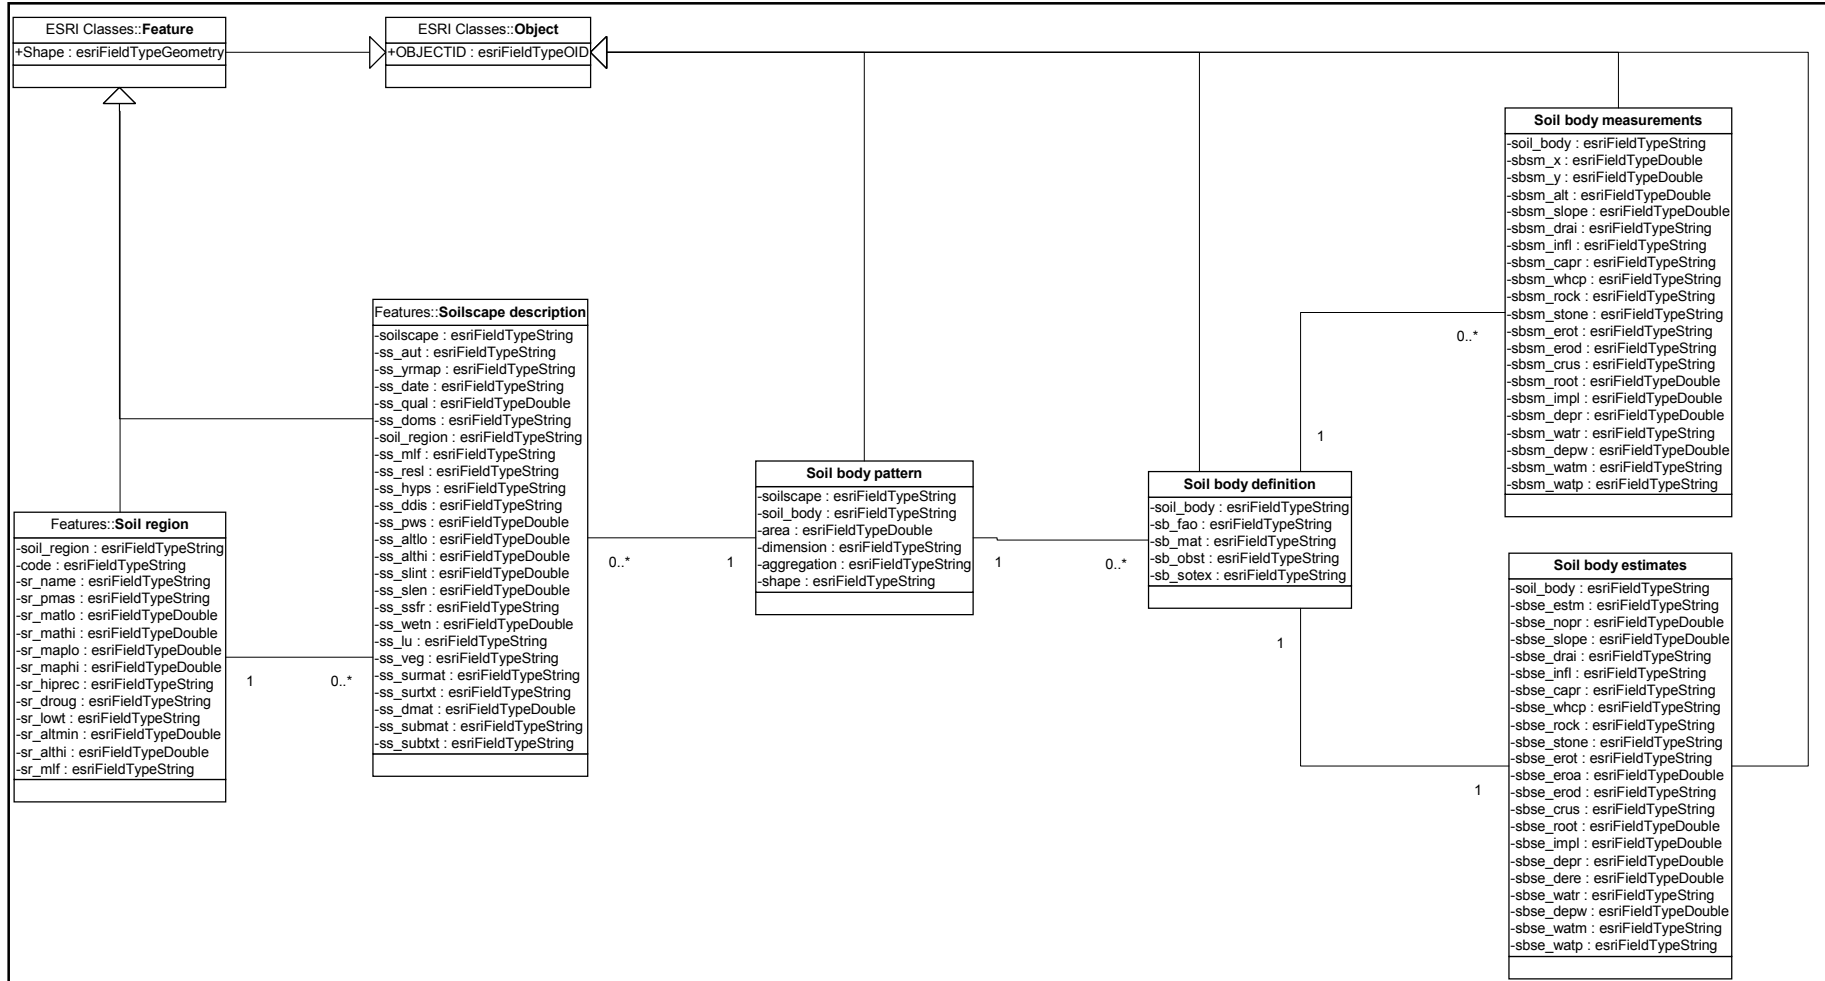 ESRI Classes::Feature
+Shape : esriFieldTypeGeometry
ESRI Classes::Object
+OBJECTID : esriFieldTypeOID
Soil body measurements
-soil_body : esriFieldTypeString
-sbsm_x : esriFieldTypeDouble
-sbsm_y : esriFieldTypeDouble
-sbsm_alt : esriFieldTypeDouble
-sbsm_slope : esriFieldTypeDouble
-sbsm_drai : esriFieldTypeString
-sbsm_infl : esriFieldTypeString
-sbsm_capr : esriFieldTypeString
-sbsm_whcp : esriFieldTypeString
-sbsm_rock : esriFieldTypeString
-sbsm_stone : esriFieldTypeString
-sbsm_erot : esriFieldTypeString
-sbsm_erod : esriFieldTypeString
-sbsm_crus : esriFieldTypeString
-sbsm_root : esriFieldTypeDouble
-sbsm_impl : esriFieldTypeDouble
-sbsm_depr : esriFieldTypeDouble
-sbsm_watr : esriFieldTypeString
-sbsm_depw : esriFieldTypeDouble
-sbsm_watm : esriFieldTypeString
-sbsm_watp : esriFieldTypeString
Features::Soilscape description
-soilscape : esriFieldTypeString
-ss_aut : esriFieldTypeString
-ss_yrmap : esriFieldTypeString
-ss_date : esriFieldTypeString
-ss_qual : esriFieldTypeDouble
-ss_doms : esriFieldTypeString
-soil_region : esriFieldTypeString
-ss_mlf : esriFieldTypeString
-ss_resl : esriFieldTypeString
-ss_hyps : esriFieldTypeString
-ss_ddis : esriFieldTypeString
-ss_pws : esriFieldTypeDouble
-ss_altlo : esriFieldTypeDouble
-ss_althi : esriFieldTypeDouble
-ss_slint : esriFieldTypeDouble
-ss_slen : esriFieldTypeDouble
-ss_ssfr : esriFieldTypeString
-ss_wetn : esriFieldTypeDouble
-ss_lu : esriFieldTypeString
-ss_veg : esriFieldTypeString
-ss_surmat : esriFieldTypeString
-ss_surtxt : esriFieldTypeString
-ss_dmat : esriFieldTypeDouble
-ss_submat : esriFieldTypeString
-ss_subtxt : esriFieldTypeString
0..*
1
Soil body pattern
-soilscape : esriFieldTypeString
-soil_body : esriFieldTypeString
-area : esriFieldTypeDouble
-dimension : esriFieldTypeString
-aggregation : esriFieldTypeString
-shape : esriFieldTypeString
Soil body definition
-soil_body : esriFieldTypeString
-sb_fao : esriFieldTypeString
-sb_mat : esriFieldTypeString
-sb_obst : esriFieldTypeString
-sb_sotex : esriFieldTypeString
0..*
1
1
0..*
Features::Soil region
-soil_region : esriFieldTypeString
-code : esriFieldTypeString
-sr_name : esriFieldTypeString
-sr_pmas : esriFieldTypeString
-sr_matlo : esriFieldTypeDouble
-sr_mathi : esriFieldTypeDouble
-sr_maplo : esriFieldTypeDouble
-sr_maphi : esriFieldTypeDouble
-sr_hiprec : esriFieldTypeString
-sr_droug : esriFieldTypeString
-sr_lowt : esriFieldTypeString
-sr_altmin : esriFieldTypeDouble
-sr_althi : esriFieldTypeDouble
-sr_mlf : esriFieldTypeString
1
0..*
1
1
Soil body estimates
-soil_body : esriFieldTypeString
-sbse_estm : esriFieldTypeString
-sbse_nopr : esriFieldTypeDouble
-sbse_slope : esriFieldTypeDouble
-sbse_drai : esriFieldTypeString
-sbse_infl : esriFieldTypeString
-sbse_capr : esriFieldTypeString
-sbse_whcp : esriFieldTypeString
-sbse_rock : esriFieldTypeString
-sbse_stone : esriFieldTypeString
-sbse_erot : esriFieldTypeString
-sbse_eroa : esriFieldTypeDouble
-sbse_erod : esriFieldTypeString
-sbse_crus : esriFieldTypeString
-sbse_root : esriFieldTypeDouble
-sbse_impl : esriFieldTypeDouble
-sbse_depr : esriFieldTypeDouble
-sbse_dere : esriFieldTypeDouble
-sbse_watr : esriFieldTypeString
-sbse_depw : esriFieldTypeDouble
-sbse_watm : esriFieldTypeString
-sbse_watp : esriFieldTypeString